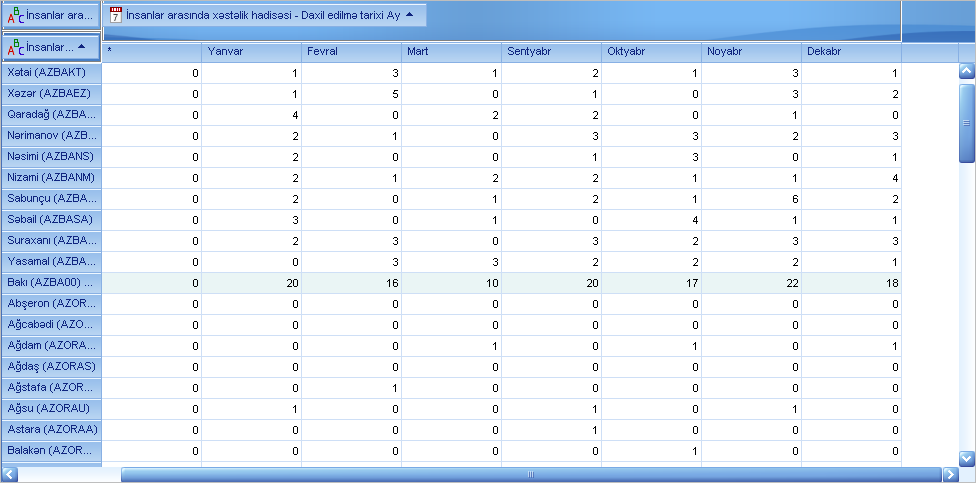 İnsanlar ara... İnsanlar arasında xəstəlik hadisəsi - Daxil edilmə tarixi Ay
İnsanlar... * Yanvar Fevral Mart Sentyabr Oktyabr Noyabr Dekabr
Xətai (AZBAKT) 0 1 3 1 2 1 3 1
Xəzər (AZBAEZ) 0 1 5 0 1 0 3 2
Qaradağ (AZBA... 0 4 0 2 2 0 1 0
Nərimanov (AZB... 0 2 1 0 3 3 2 3
Nəsimi (AZBANS) 0 2 0 0 1 3 0 1
Nizami (AZBANM) 0 2 1 2 2 1 1 4
Sabunçu (AZBA... 0 2 0 1 2 1 6 2
Səbail (AZBASA) 0 3 0 1 0 4 1 1
Suraxanı (AZBA... 0 2 3 0 3 2 3 3
Yasamal (AZBA... 0 0 3 3 2 2 2 1
Bakı (AZBA00) ... 0 20 16 10 20 17 22 18
Abşeron (AZOR... 0 0 0 0 0 0 0 0
Ağcabədi (AZO... 0 0 0 0 0 0 0 0
Ağdam (AZORA... 0 0 0 1 0 1 0 1
Ağdaş (AZORAS) 0 0 0 0 0 0 0 0
Ağstafa (AZOR... 0 0 1 0 0 0 0 0
Ağsu (AZORAU) 0 1 0 0 1 0 1 0
Astara (AZORAA) 0 0 0 0 1 0 0 0
Balakən (AZOR... 0 0 0 0 0 1 0 0